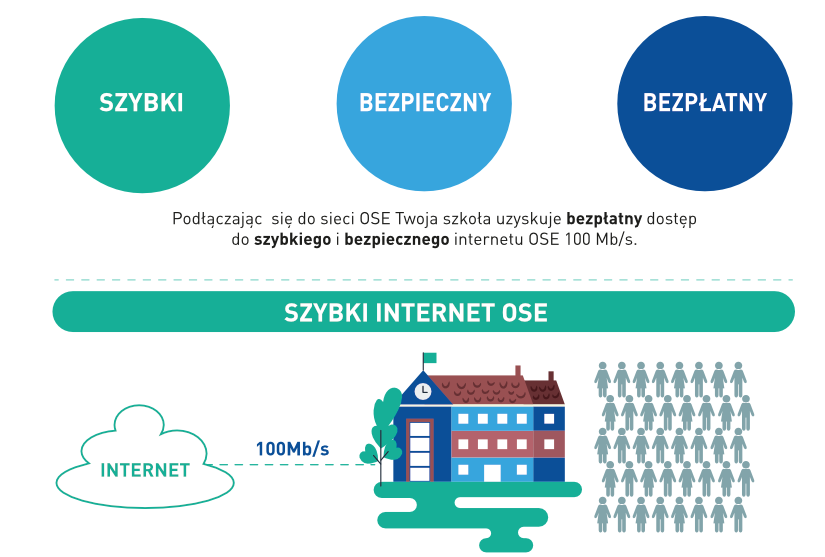 SZYBKI
BEZPIECZNY
BEZPŁATNY
Podłączając się do sieci OSE Twoja szkoła uzyskuje bezpłatny dostęp
do szybkiego i bezpiecznego internetu OSE 100 Mb/s.
SZYBKI INTERNET OSE
100Mb/s
INTERNET